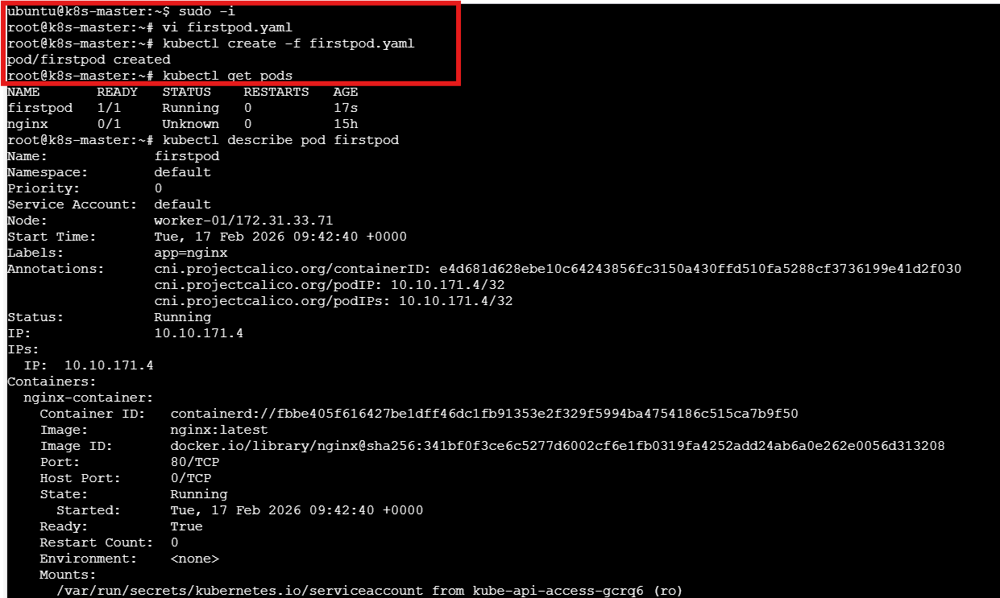 ubuntu@k8s-master:~$ sudo -i
root@k8s-master:~# vi firstpod.yaml
root@k8s-master:~# kubectl create -f firstpod.yaml
pod/firstpod created
root@k8s-master:~# kubectl get pods
NAME       READY   STATUS    RESTARTS   AGE
firstpod   1/1     Running   0          17s
nginx      0/1     Unknown   0          15h
root@k8s-master:~# kubectl describe pod firstpod
Name:             firstpod
Namespace:        default
Priority:         0
Service Account:  default
Node:             worker-01/172.31.33.71
Start Time:       Tue, 17 Feb 2026 09:42:40 +0000
Labels:           app=nginx
Annotations:      cni.projectcalico.org/containerID: e4d681d628ebe10c64243856fc3150a430ffd510fa5288cf3736199e41d2f030
                  cni.projectcalico.org/podIP: 10.10.171.4/32
                  cni.projectcalico.org/podIPs: 10.10.171.4/32
Status:           Running
IP:               10.10.171.4
IPs:
  IP:  10.10.171.4
Containers:
  nginx-container:
    Container ID:   containerd://fbbe405f616427be1dff46dc1fb91353e2f329f5994ba4754186c515ca7b9f50
    Image:          nginx:latest
    Image ID:       docker.io/library/nginx@sha256:341bf0f3ce6c5277d6002cf6e1fb0319fa4252add24ab6a0e262e0056d313208
    Port:           80/TCP
    Host Port:      0/TCP
    State:          Running
      Started:      Tue, 17 Feb 2026 09:42:40 +0000
    Ready:          True
    Restart Count:  0
    Environment:    <none>
    Mounts:
      /var/run/secrets/kubernetes.io/serviceaccount from kube-api-access-gcrq6 (ro)